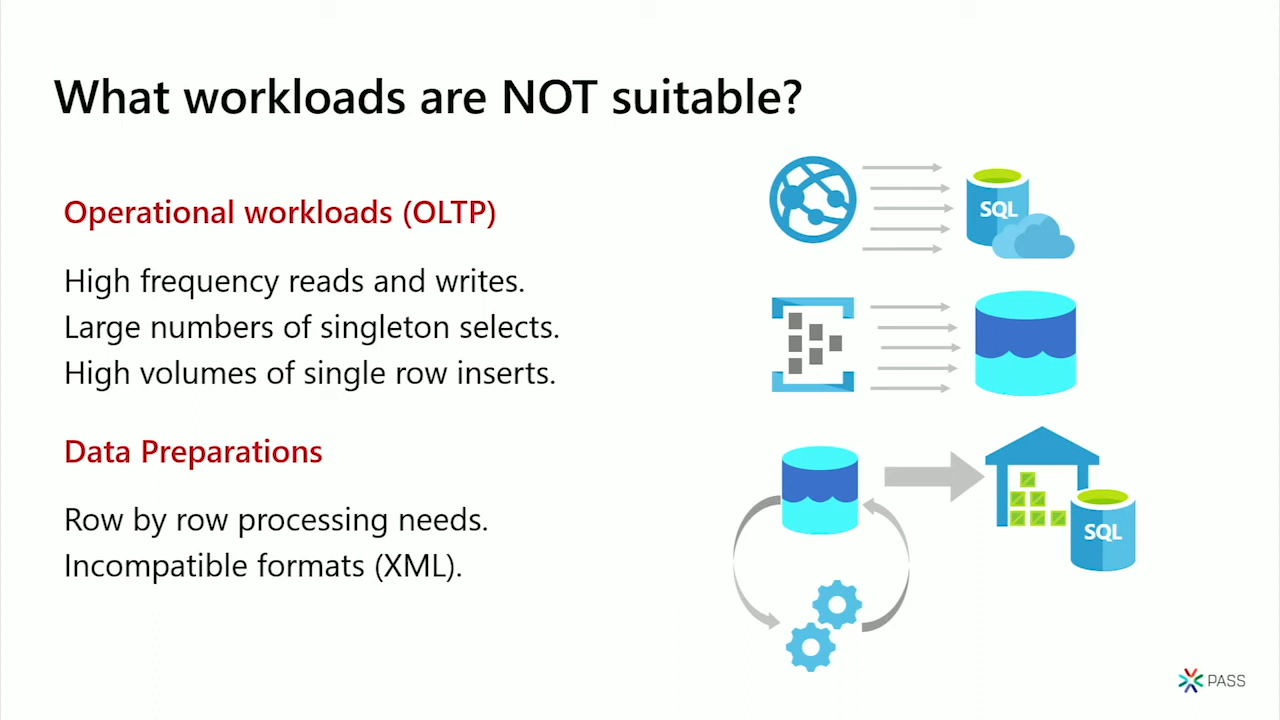 What workloads are NOT suitable?
Operational workloads (OLTP)
High frequency reads and writes.
Large numbers of singleton selects.
High volumes of single row inserts.
Data Preparations
Row by row processing needs.
Incompatible formats (XML).
SQL
SQL
PASS